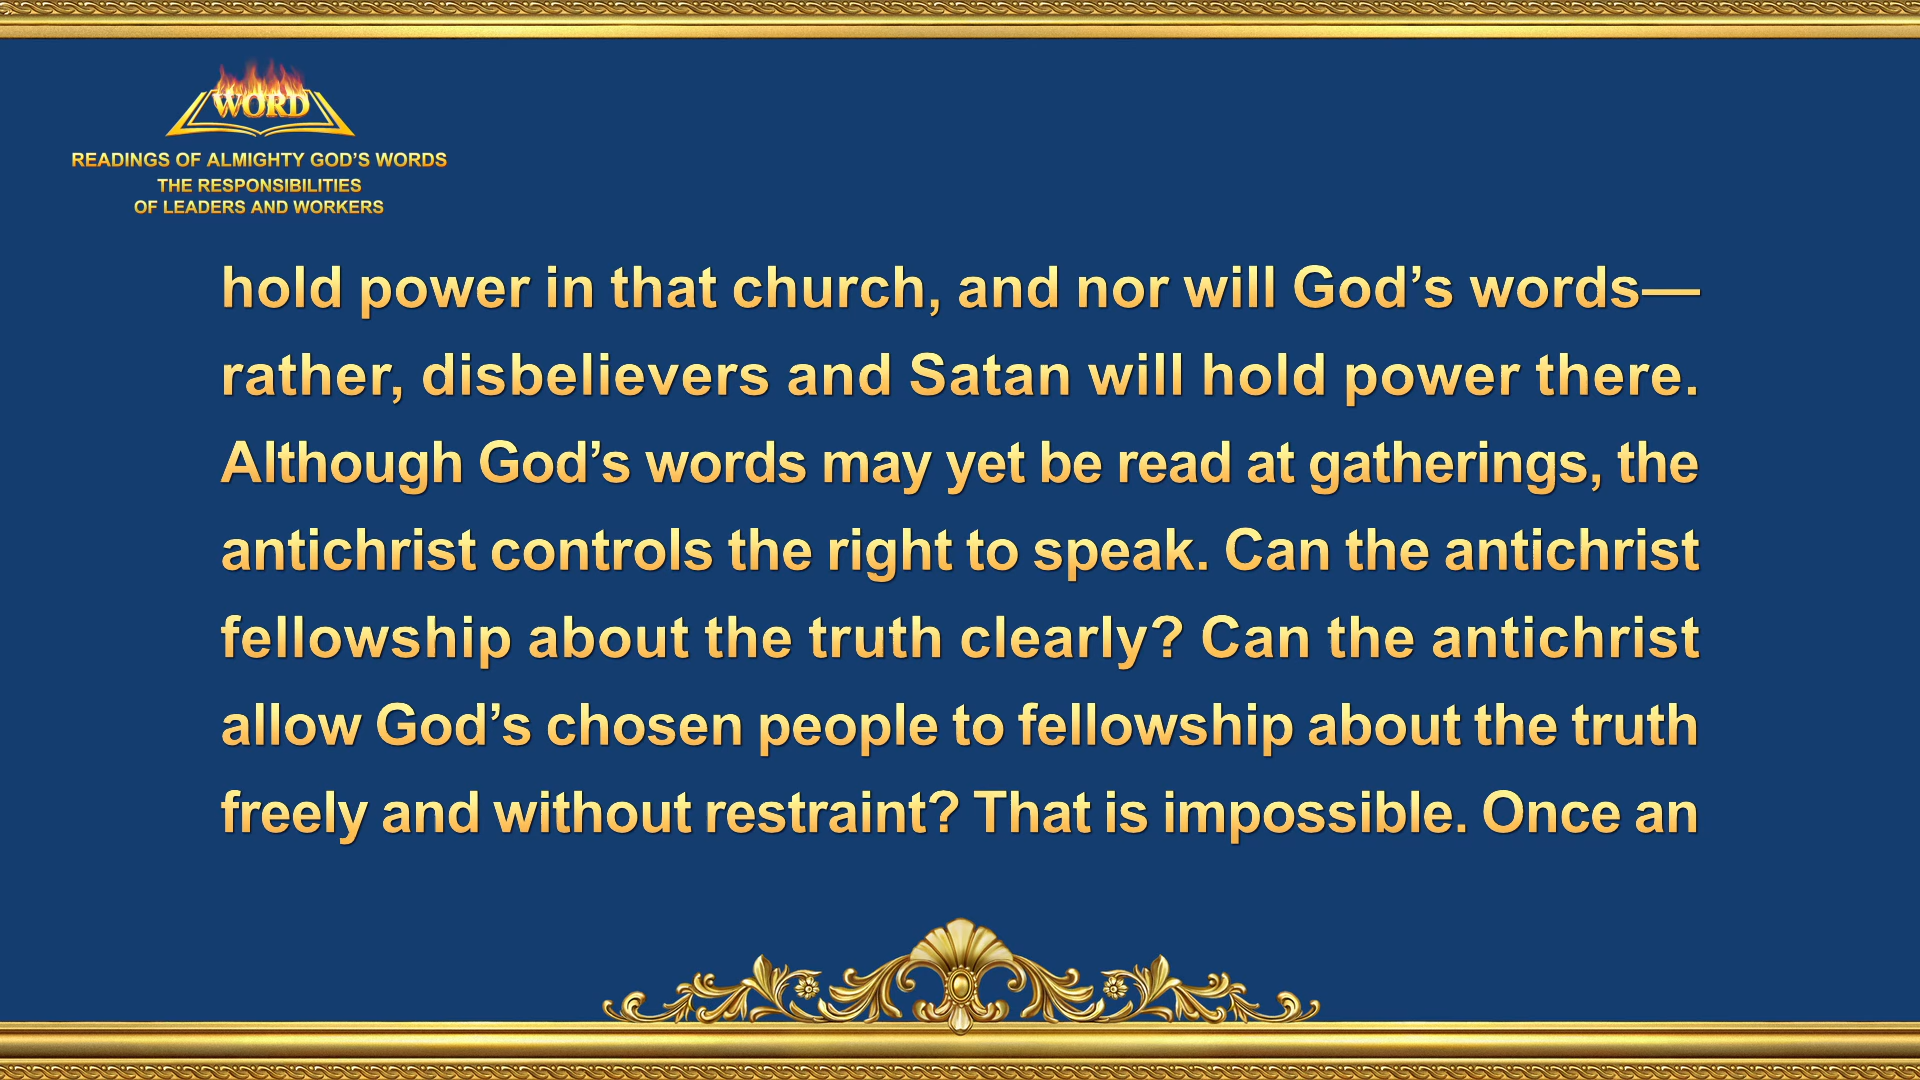 WORD
READINGS OF ALMIGHTY GOD’S WORDS
THE RESPONSIBILITIES
OF LEADERS AND WORKERS
hold power in that church, and nor will God’s words—
rather, disbelievers and Satan will hold power there.
Although God’s words may yet be read at gatherings, the
antichrist controls the right to speak. Can the antichrist
fellowship about the truth clearly? Can the antichrist
allow God’s chosen people to fellowship about the truth
freely and without restraint? That is impossible. Once an